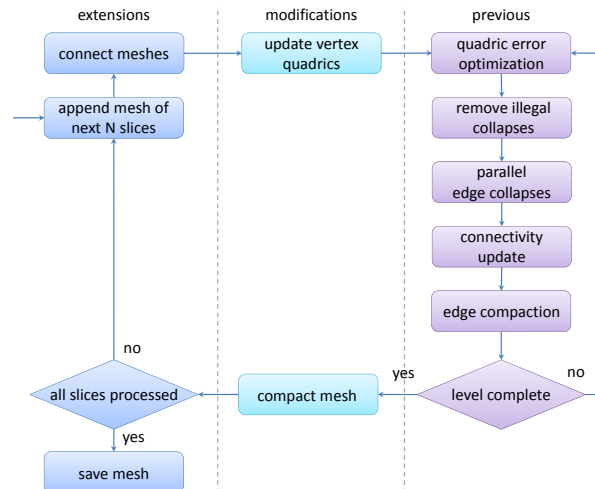 extensions
modifications
previous
connect meshes
update vertex
quadrics
quadric error
optimization
append mesh of
next N slices
remove illegal
collapses
parallel
edge collapses
connectivity
update
edge compaction
no
yes
no
all slices processed
compact mesh
level complete
yes
save mesh